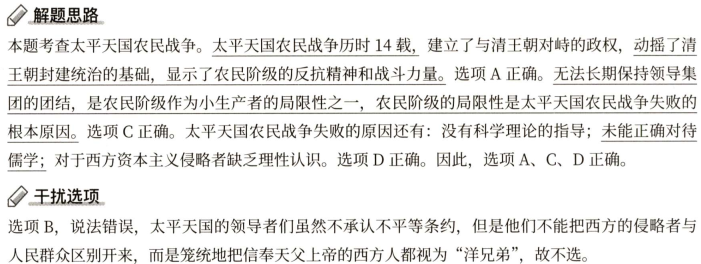 解题思路
本题考查太平天国农民战争。太平天国农民战争历时 14 载，建立了与清王朝对峙的政权，动摇了清
王朝封建统治的基础，显示了农民阶级的反抗精神和战斗力量。选项 A 正确。无法长期保持领导集
团的团结，是农民阶级作为小生产者的局限性之一，农民阶级的局限性是太平天国农民战争失败的
根本原因。选项 C 正确。太平天国农民战争失败的原因还有：没有科学理论的指导；未能正确对待
儒学；对于西方资本主义侵略者缺乏理性认识。选项 D 正确。因此，选项 A、C、D 正确。
干扰选项
选项 B，说法错误，太平天国的领导者们虽然不承认不平等条约，但是他们不能把西方的侵略者与
人民群众区别开来，而是笼统地把信奉天父上帝的西方人都视为“洋兄弟”，故不选。